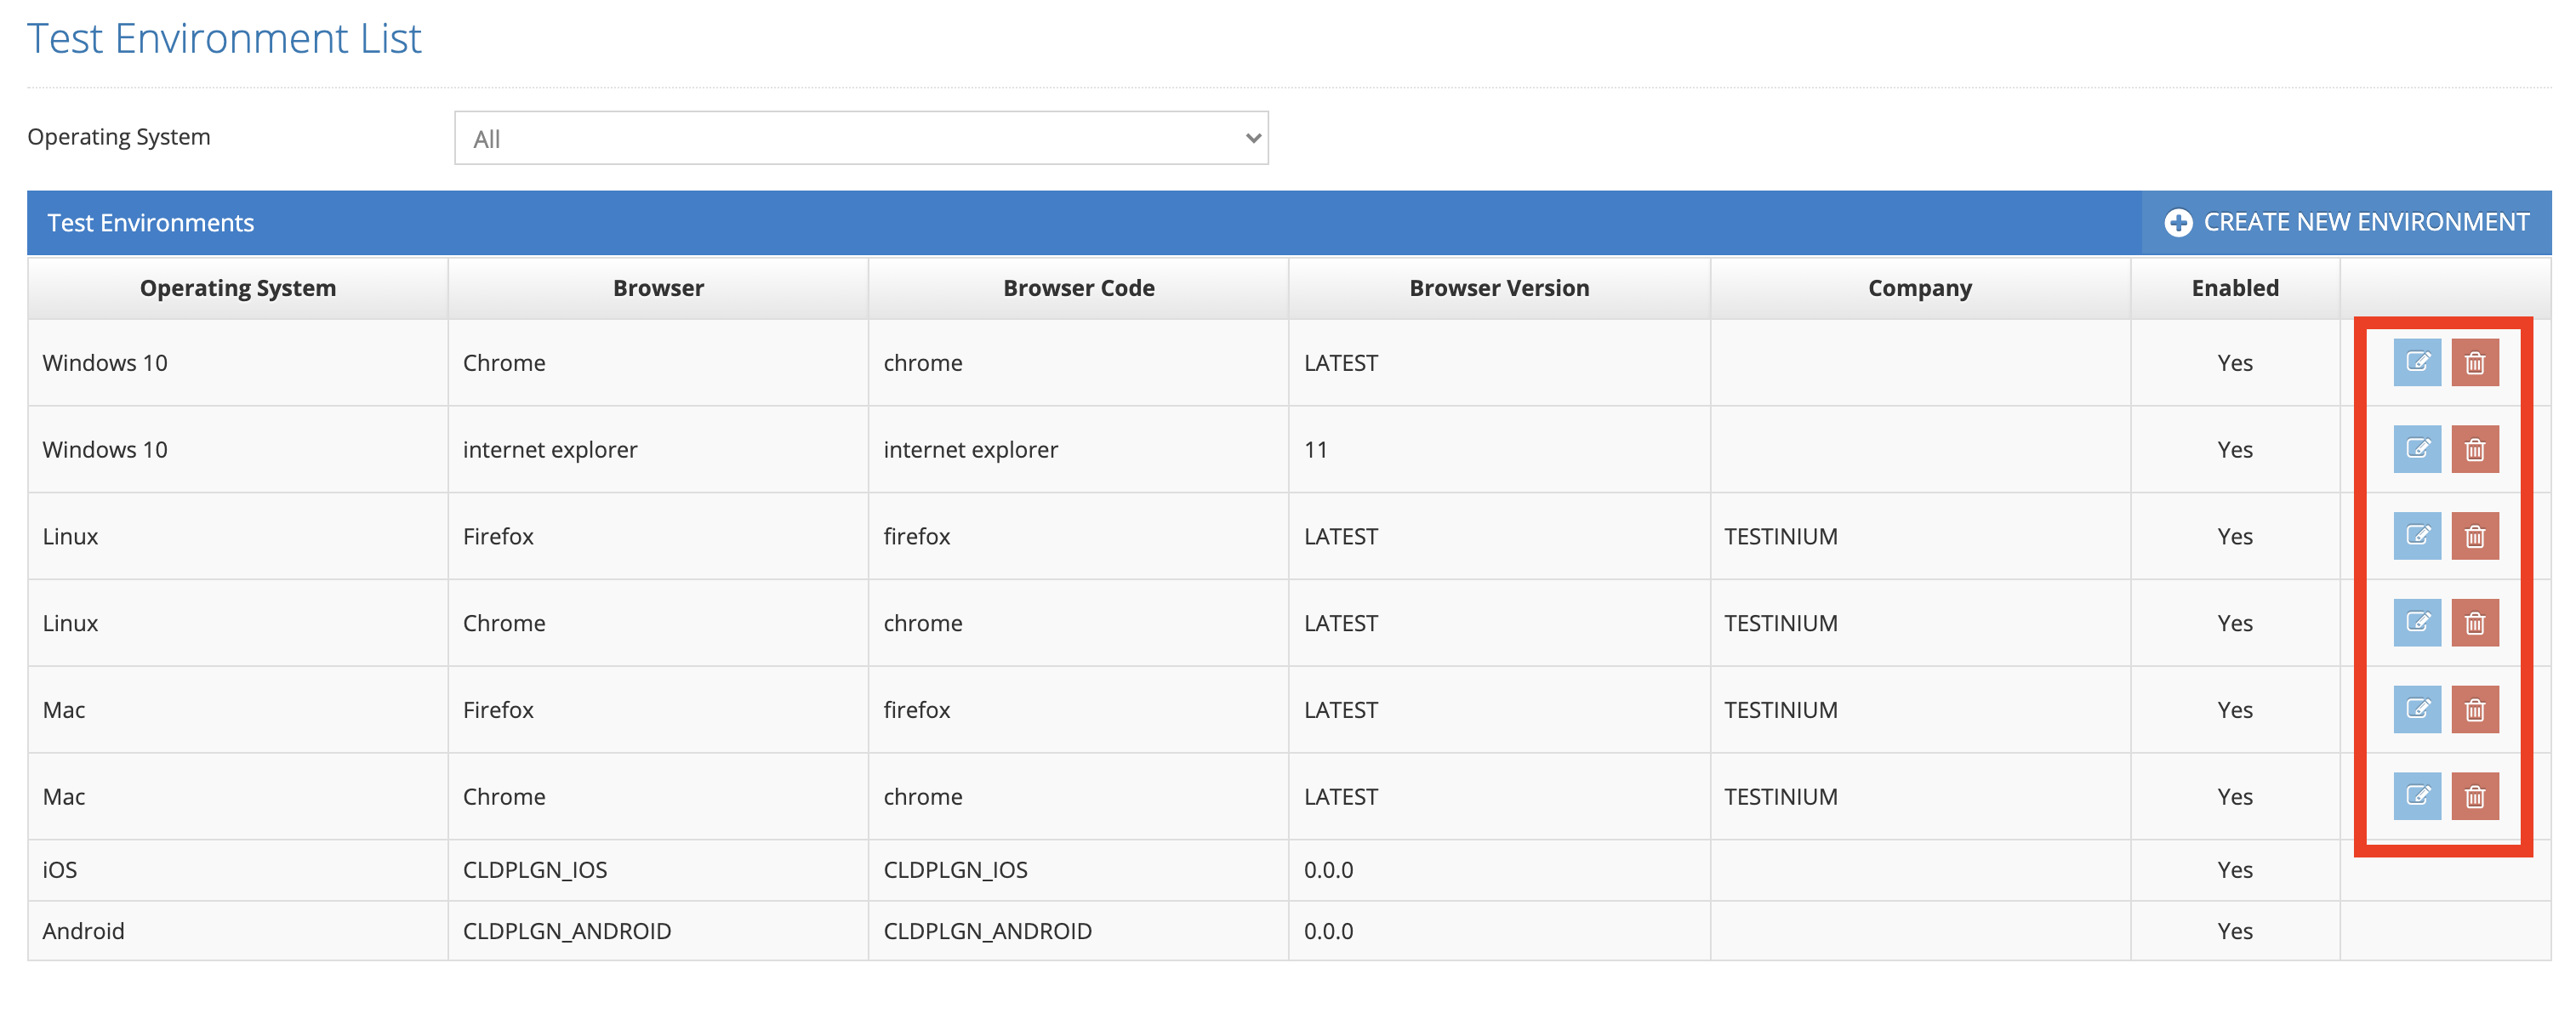 Test Environment List
Operating System All
Test Environments CREATE NEW ENVIRONMENT
Operating System Browser Browser Code Browser Version Company Enabled
Windows 10 Chrome chrome LATEST Yes
Windows 10 internet explorer internet explorer 11 Yes
Linux Firefox firefox LATEST TESTINIUM Yes
Linux Chrome chrome LATEST TESTINIUM Yes
Mac Firefox firefox LATEST TESTINIUM Yes
Mac Chrome chrome LATEST TESTINIUM Yes
iOS CLDPLGN_IOS CLDPLGN_IOS 0.0.0 Yes
Android CLDPLGN_ANDROID CLDPLGN_ANDROID 0.0.0 Yes